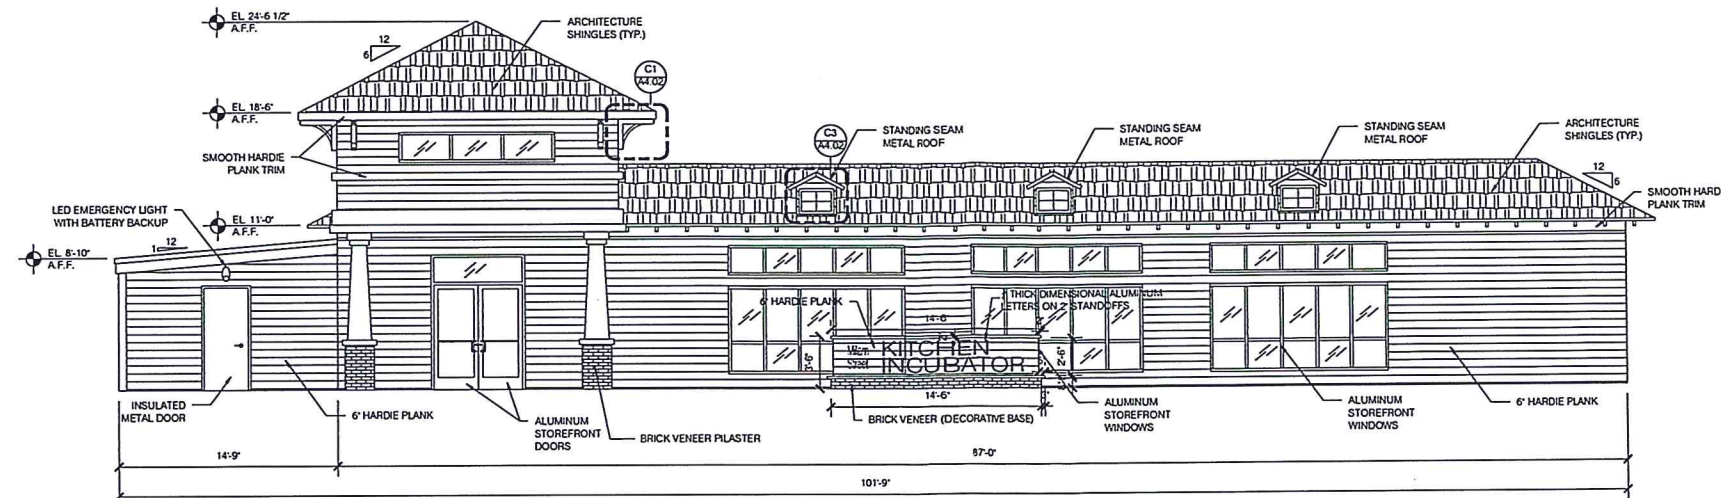 EL. 24'-6 1/2"
A.F.F.
12
6
ARCHITECTURE
SHINGLES (TYP.)
C1
A4.02
EL. 18'-6"
A.F.F.
SMOOTH HARDIE
PLANK TRIM
C3
A4.02
STANDING SEAM
METAL ROOF
STANDING SEAM
METAL ROOF
STANDING SEAM
METAL ROOF
ARCHITECTURE
SHINGLES (TYP.)
12
6
SMOOTH HARD
PLANK TRIM
LED EMERGENCY LIGHT
WITH BATTERY BACKUP
EL. 11'-0"
A.F.F.
12
1
EL. 8'-10"
A.F.F.
6" HARDIE PLANK
THICK DIMENSIONAL ALUMINUM
LETTERS ON 2" STANDOFFS
14'-6"
3'-6"
Street
KITCHEN
INCUBATOR
2'-6"
14'-6"
INSULATED
METAL DOOR
6" HARDIE PLANK
ALUMINUM
STOREFRONT
DOORS
BRICK VENEER PILASTER
BRICK VENEER (DECORATIVE BASE)
ALUMINUM
STOREFRONT
WINDOWS
ALUMINUM
STOREFRONT
WINDOWS
6" HARDIE PLANK
14'-9"
87'-0"
101'-9"